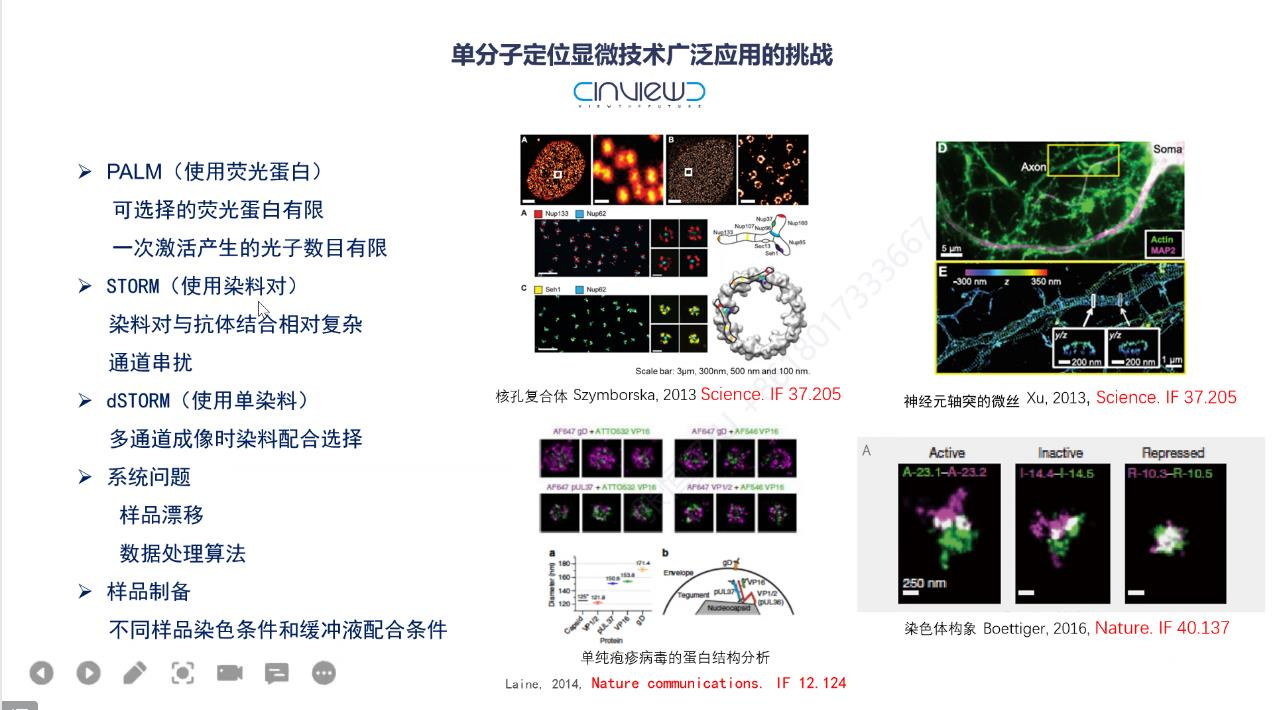 单分子定位显微技术广泛应用的挑战
CINVIEW
VIEW THE FUTURE
➢ PALM（使用荧光蛋白）
可选择的荧光蛋白有限
一次激活产生的光子数目有限
➢ STORM（使用染料对）
染料对与抗体结合相对复杂
通道串扰
➢ dSTORM（使用单染料）
多通道成像时染料配合选择
➢ 系统问题
样品漂移
数据处理算法
➢ 样品制备
不同样品染色条件和缓冲液配合条件
A B
A Nup133 Nup62
Nup37
Nup107 Nup96 Nup160
Nup133
Sec13 Nup85
Seh1
C Seh1 Nup62
Scale bar: 3µm, 300nm, 500 nm and 100 nm.
核孔复合体 Szymborska, 2013 Science. IF 37.205
D Soma
Axon
5 µm
Actin
MAP2
E -300 nm z 350 nm
y/z y/z
200 nm 200 nm 1 µm
神经元轴突的微丝 Xu, 2013, Science. IF 37.205
AF647 gD + ATTO532 VP16 AF647 gD + AF546 VP16
AF647 pUL37 + ATTO532 VP16 AF647 VP1/2 + AF546 VP16
a
Diameter (nm)
180
160
140
120
125* 121.8 150.8 153.8 171.4
Capsid VP1/2 pUL37 VP16 gD
Protein
b
gD
Envelope
VP16
pUL37
Tegument VP1/2
(pUL36)
Nucleocapsid
单纯疱疹病毒的蛋白结构分析
Laine, 2014, Nature communications. IF 12.124
A
Active Inactive Repressed
A-23.1–A-23.2 I-14.4–I-14.5 R-10.3–R-10.5
250 nm
染色体构象 Boettiger, 2016, Nature. IF 40.137